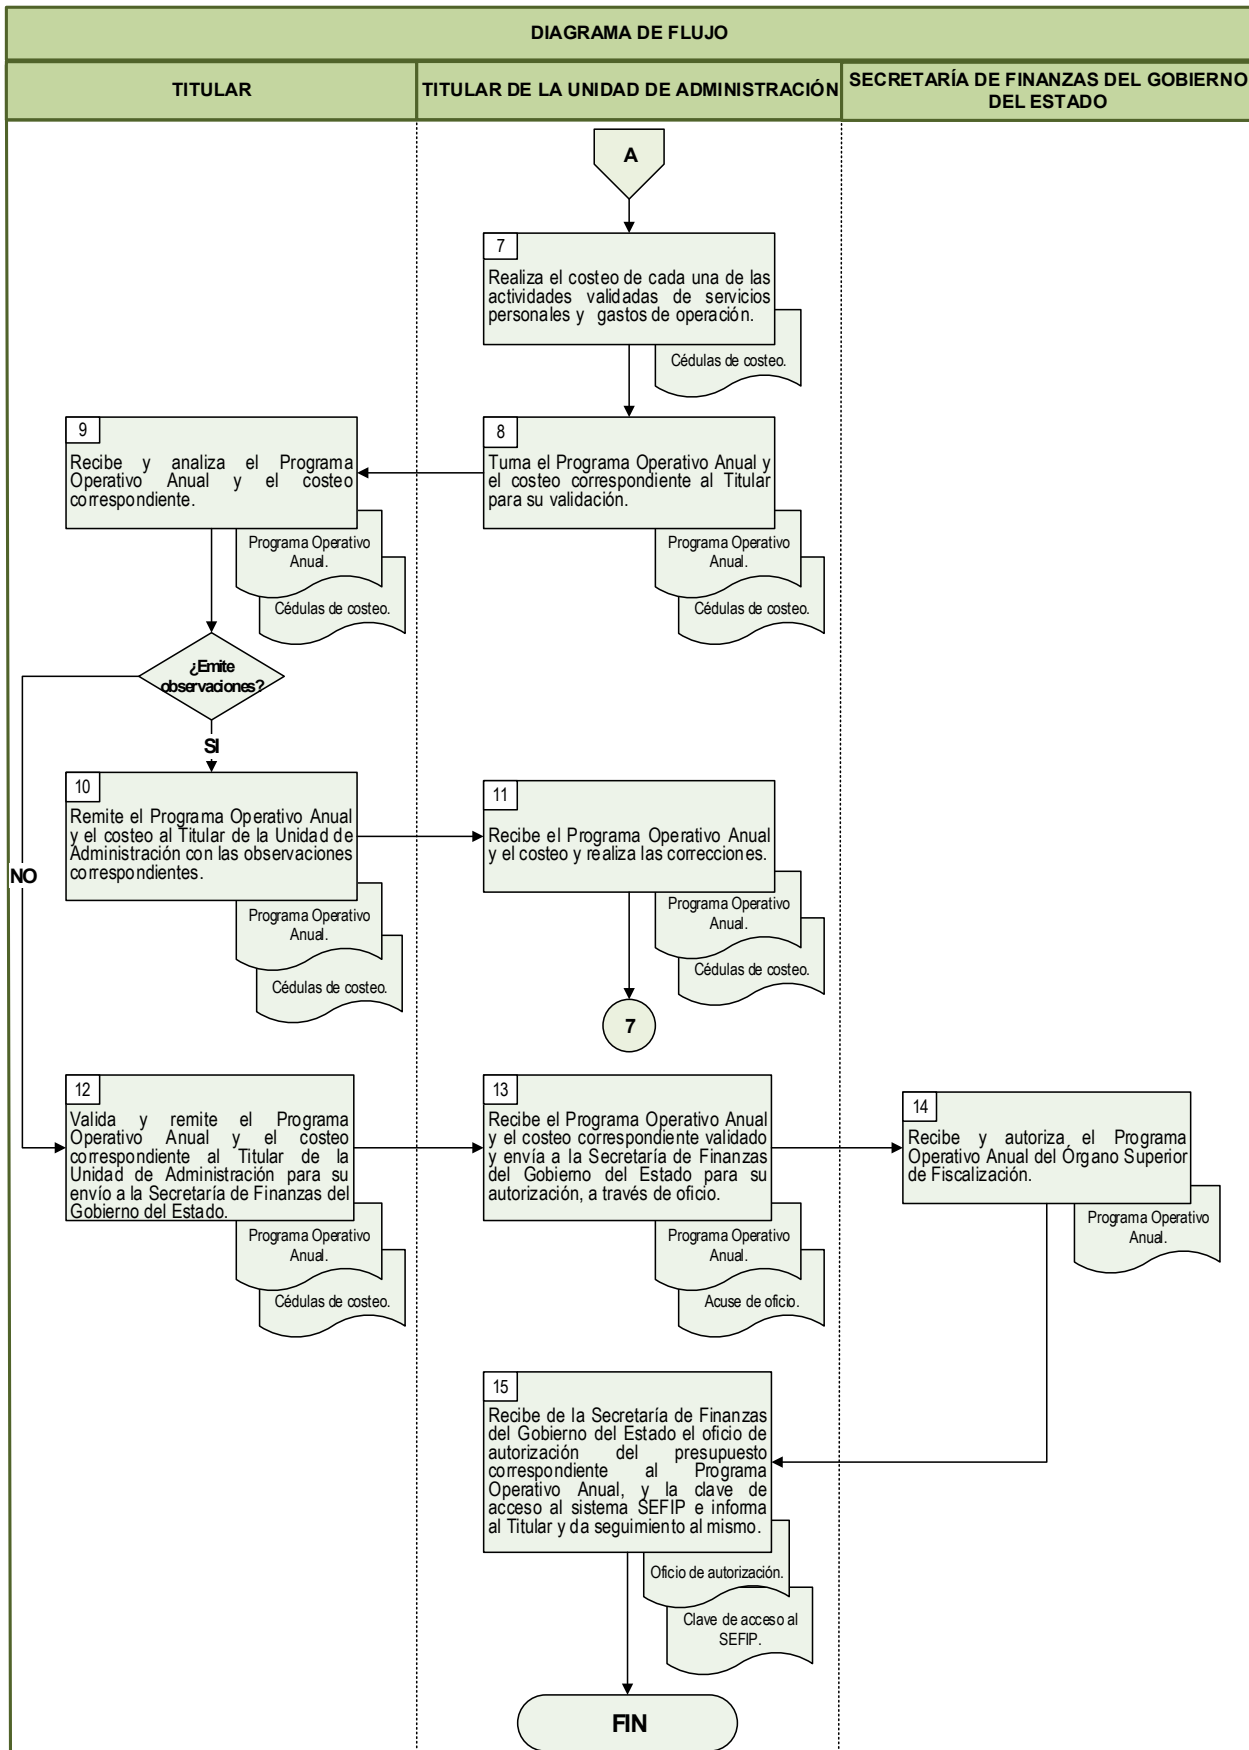 DIAGRAMA DE FLUJO
TITULAR
TITULAR DE LA UNIDAD DE ADMINISTRACIÓN
SECRETARÍA DE FINANZAS DEL GOBIERNO
DEL ESTADO
A
7
Realiza el costeo de cada una de las
actividades validadas de servicios
personales y gastos de operación.
Cédulas de costeo.
8
Turna el Programa Operativo Anual y
el costeo correspondiente al Titular
para su validación.
Programa Operativo
Anual.
Cédulas de costeo.
9
Recibe y analiza el Programa
Operativo Anual y el costeo
correspondiente.
Programa Operativo
Anual.
Cédulas de costeo.
¿Emite
observaciones?
SI
NO
10
Remite el Programa Operativo Anual
y el costeo al Titular de la Unidad de
Administración con las observaciones
correspondientes.
Programa Operativo
Anual.
Cédulas de costeo.
11
Recibe el Programa Operativo Anual
y el costeo y realiza las correcciones.
Programa Operativo
Anual.
Cédulas de costeo.
7
12
Valida y remite el Programa
Operativo Anual y el costeo
correspondiente al Titular de la
Unidad de Administración para su
envío a la Secretaría de Finanzas del
Gobierno del Estado.
Programa Operativo
Anual.
Cédulas de costeo.
13
Recibe el Programa Operativo Anual
y el costeo correspondiente validado
y envía a la Secretaría de Finanzas
del Gobierno del Estado para su
autorización, a través de oficio.
Programa Operativo
Anual.
Acuse de oficio.
14
Recibe y autoriza el Programa
Operativo Anual del Órgano Superior
de Fiscalización.
Programa Operativo
Anual.
15
Recibe de la Secretaría de Finanzas
del Gobierno del Estado el oficio de
autorización del presupuesto
correspondiente al Programa
Operativo Anual, y la clave de
acceso al sistema SEFIP e informa
al Titular y da seguimiento al mismo.
Oficio de autorización.
Clave de acceso al
SEFIP.
FIN